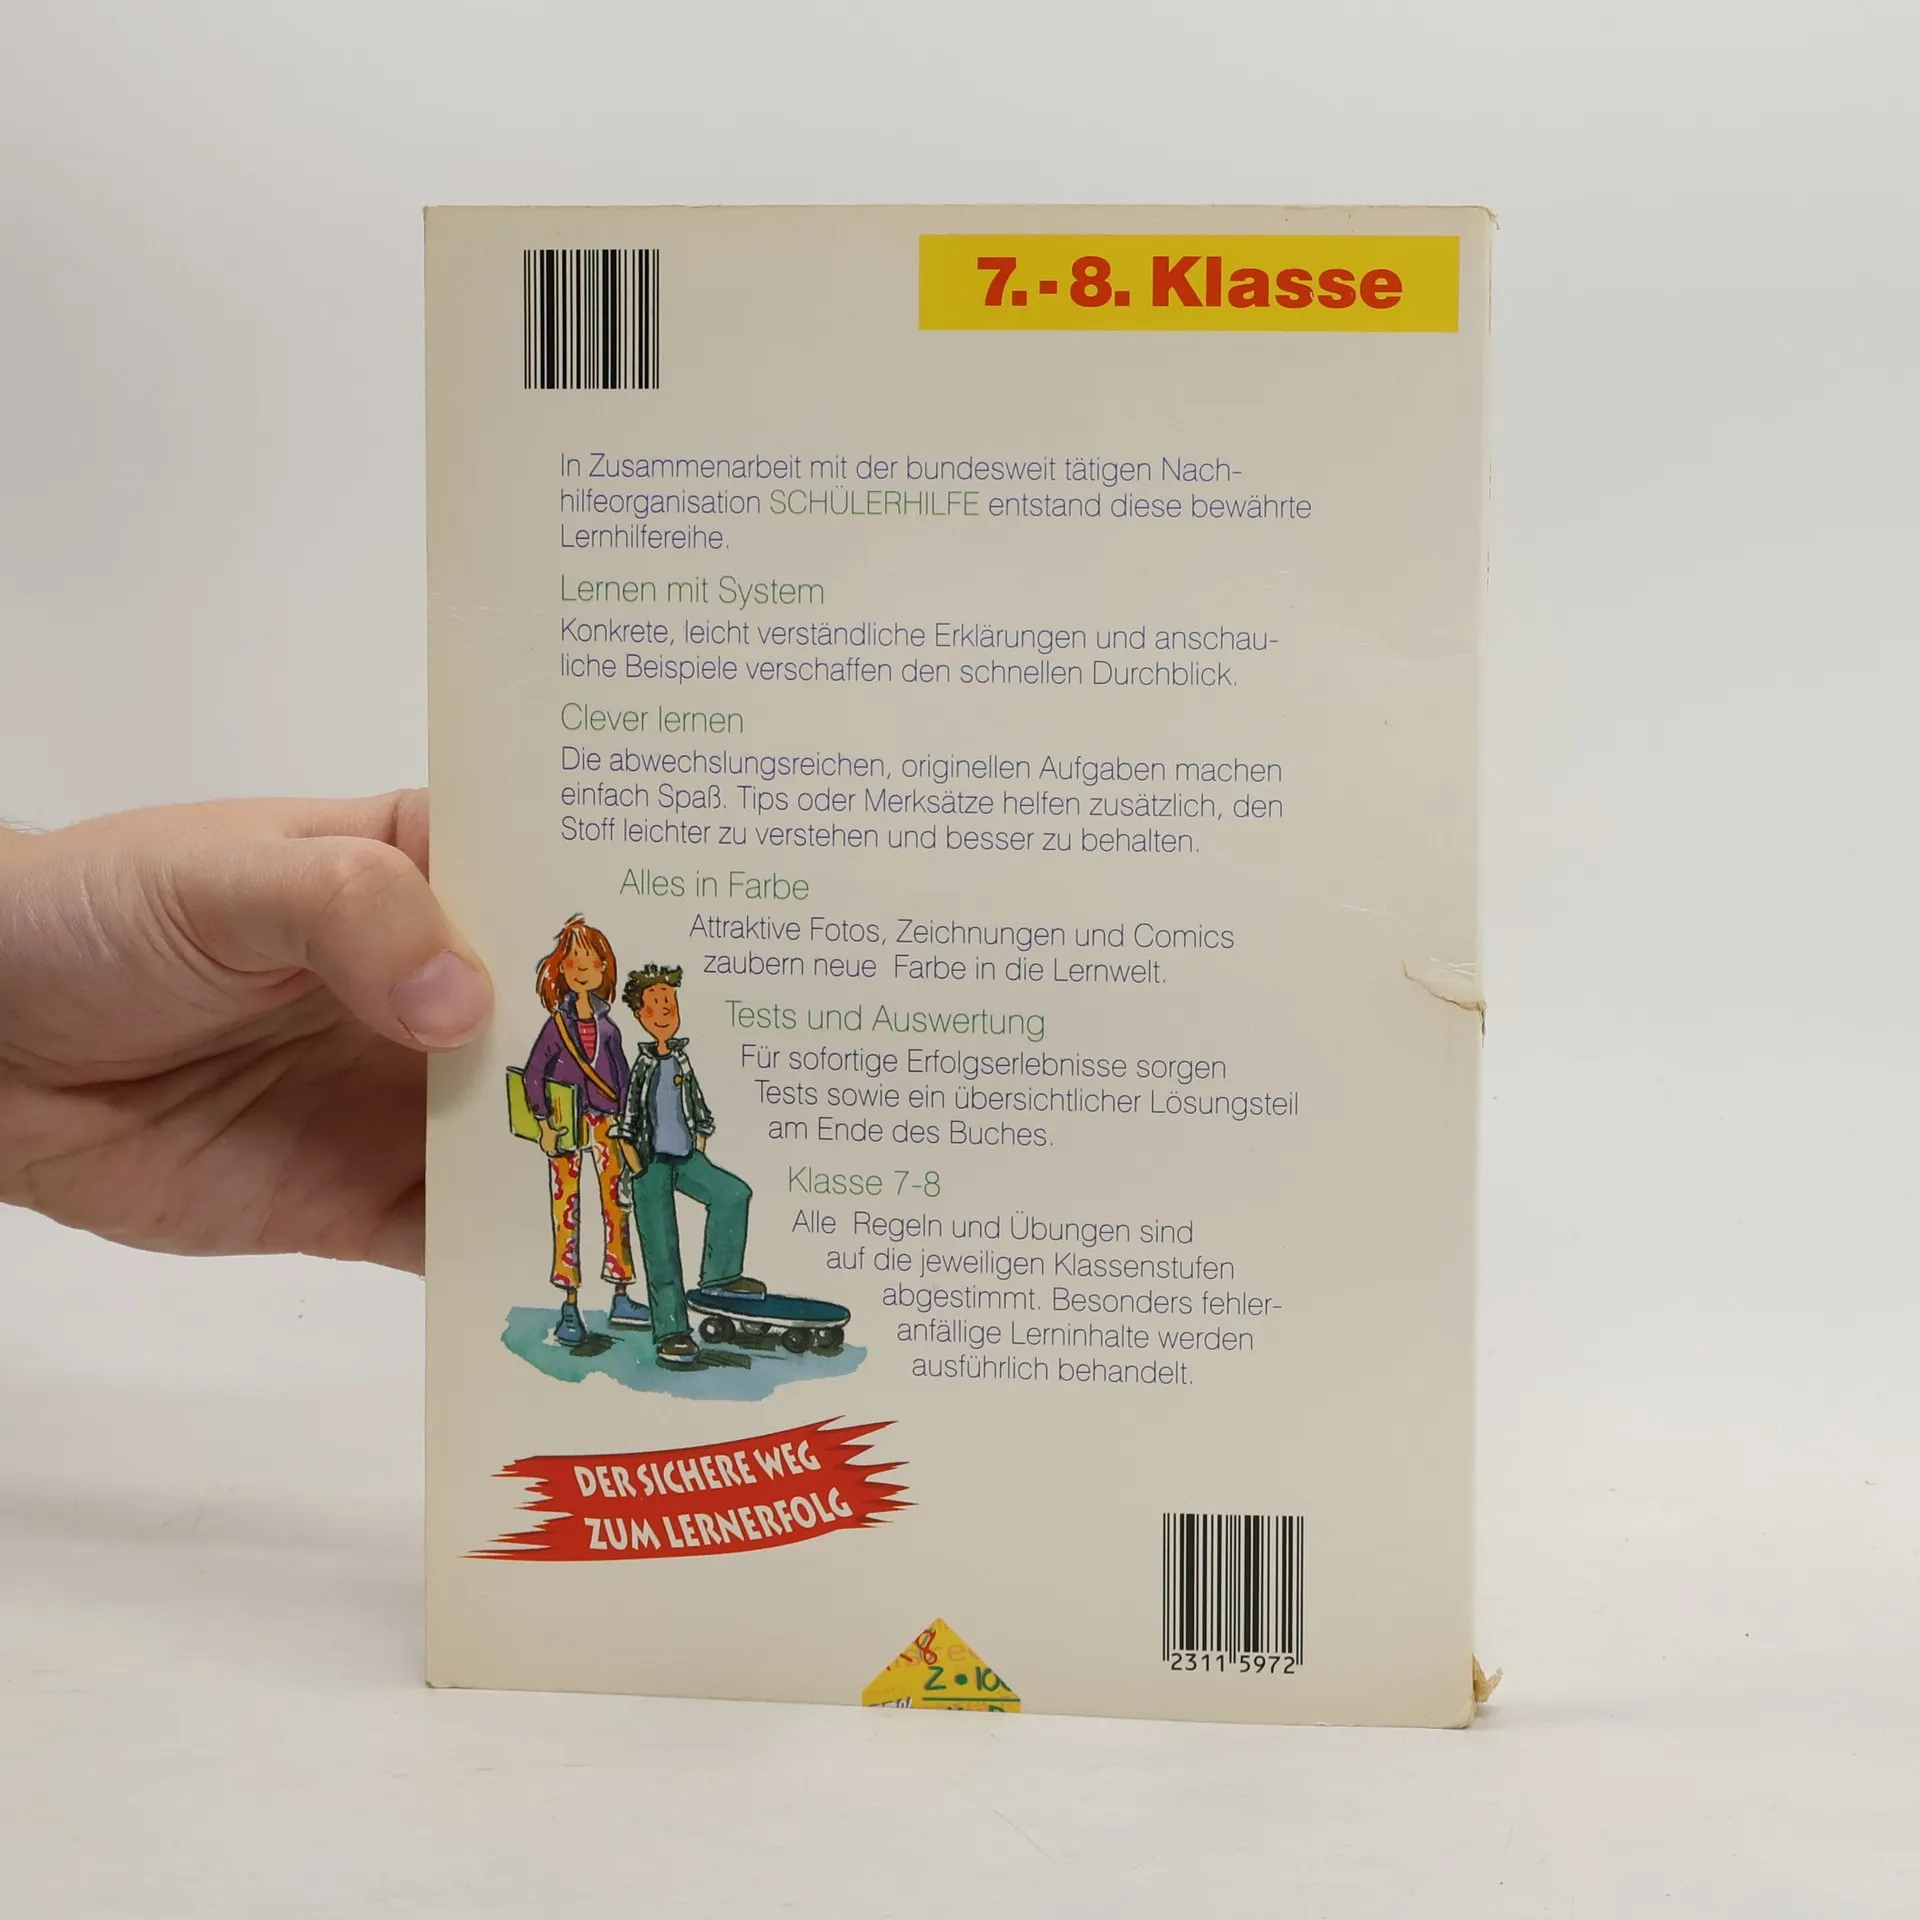 7.-8. Klasse
In Zusammenarbeit mit der bundesweit tätigen Nach-
hilfeorganisation SCHÜLERHILFE entstand diese bewährte
Lernhilfereihe.
Lernen mit System
Konkrete, leicht verständliche Erklärungen und anschau-
liche Beispiele verschaffen den schnellen Durchblick.
Clever lernen
Die abwechslungsreichen, originellen Aufgaben machen
einfach Spaß. Tips oder Merksätze helfen zusätzlich, den
Stoff leichter zu verstehen und besser zu behalten.
Alles in Farbe
Attraktive Fotos, Zeichnungen und Comics
zaubern neue Farbe in die Lernwelt.
Tests und Auswertung
Für sofortige Erfolgserlebnisse sorgen
Tests sowie ein übersichtlicher Lösungsteil
am Ende des Buches.
Klasse 7-8
Alle Regeln und Übungen sind
auf die jeweiligen Klassenstufen
abgestimmt. Besonders fehler-
anfällige Lerninhalte werden
ausführlich behandelt.
DER SICHERE WEG
ZUM LERNERFOLG
2311 5972
8